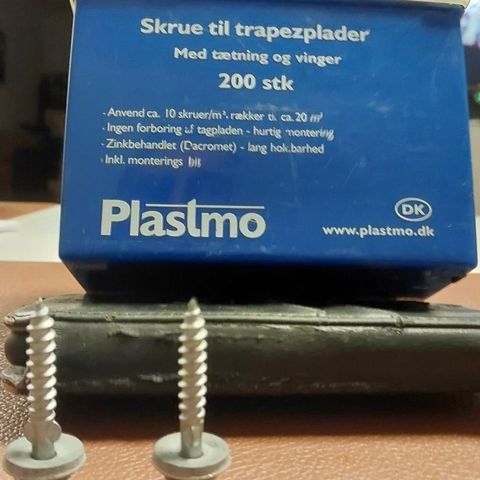 Skrue til trapezplader
Med tætning og vinger
200 stk
· Anvend ca. 10 skruer/m². rækker til ca. 20 m²
· Ingen forboring af tagpladen - hurtig montering
· Zinkbehandlet (Dacromet) - lang holdbarhed
· Inkl. monterings bit
Plastmo
DK
www.plastmo.dk